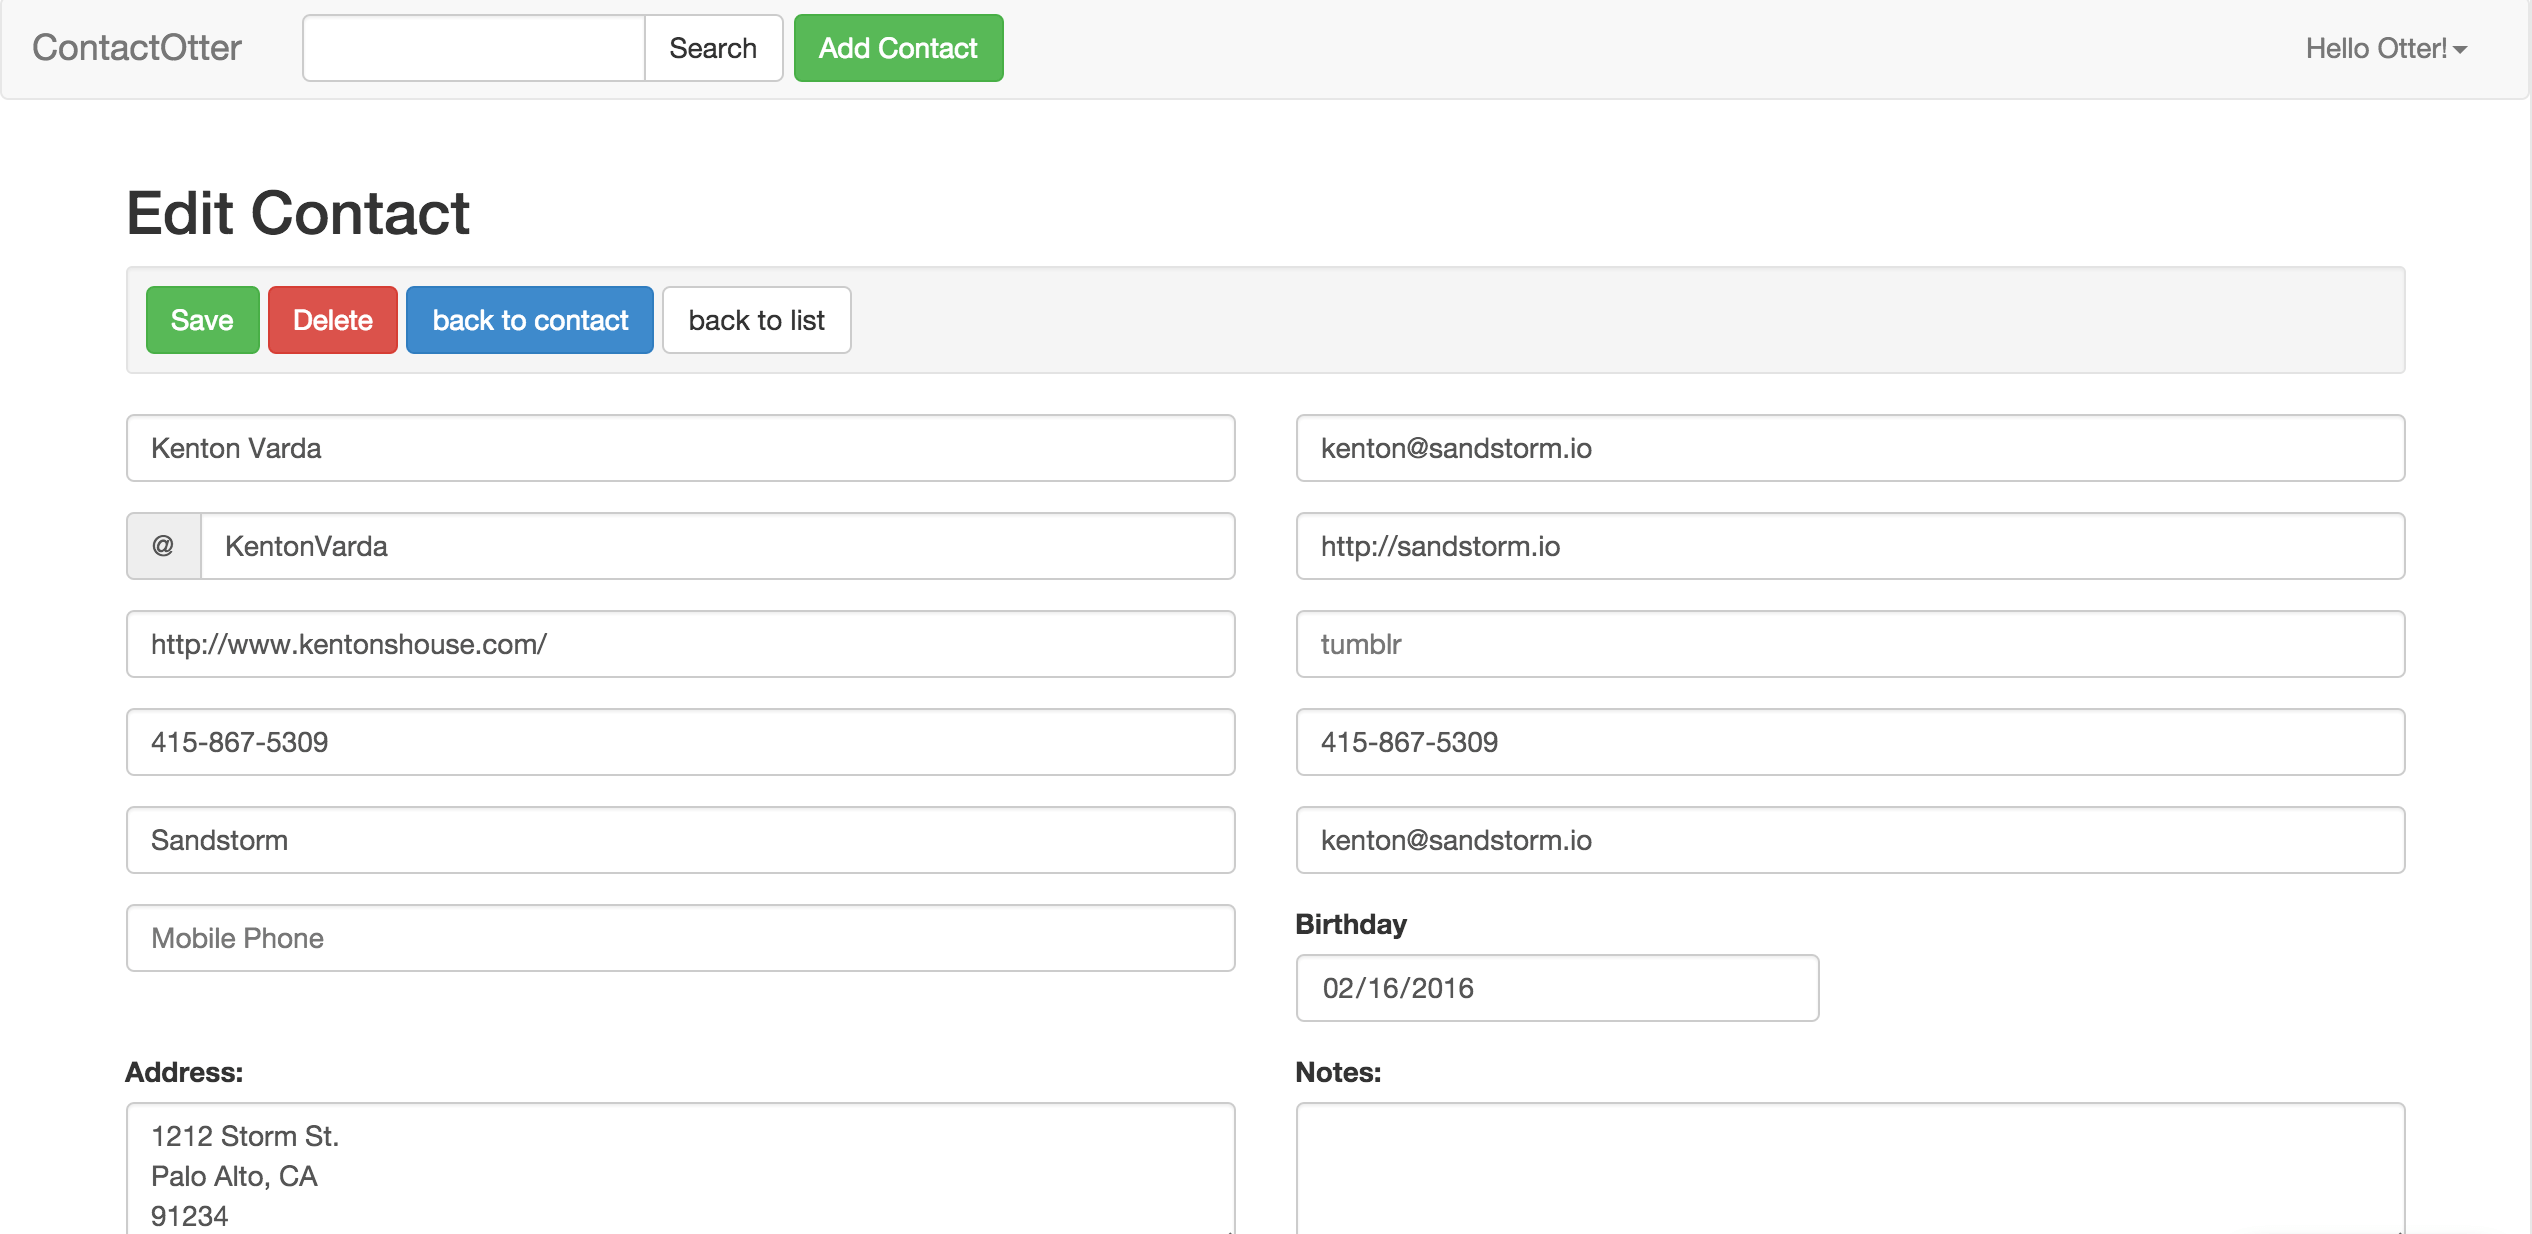 ContactOtter Search Add Contact Hello Otter!
Edit Contact
Save Delete back to contact back to list
Kenton Varda kenton@sandstorm.io
@ KentonVarda http://sandstorm.io
http://www.kentonshouse.com/ tumblr
415-867-5309 415-867-5309
Sandstorm kenton@sandstorm.io
Mobile Phone
Birthday
02/16/2016
Address:
1212 Storm St.
Palo Alto, CA
91234
Notes: